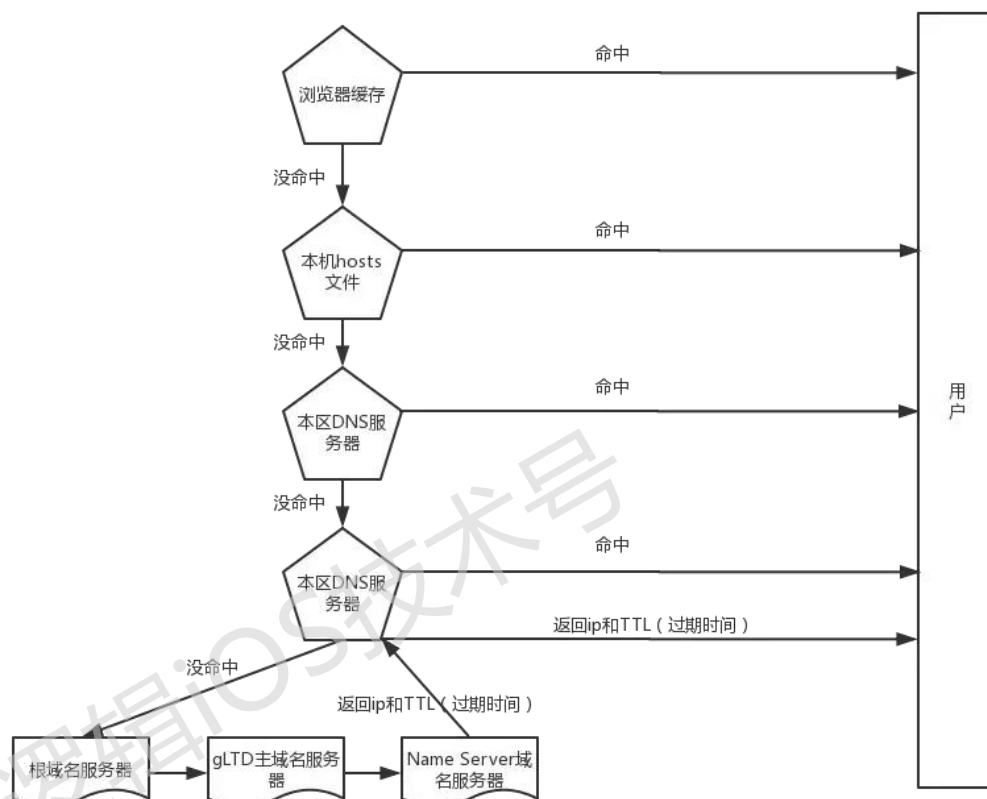 命中
浏览器缓存
没命中
命中
本机hosts
文件
没命中
命中
用
户
本区DNS服
务器
没命中
命中
本区DNS服
务器
返回ip和TTL（过期时间）
没命中
返回ip和TTL（过期时间）
根域名服务器
gLTD主域名服务
器
Name Server域
名服务器
逻辑iOS技术号